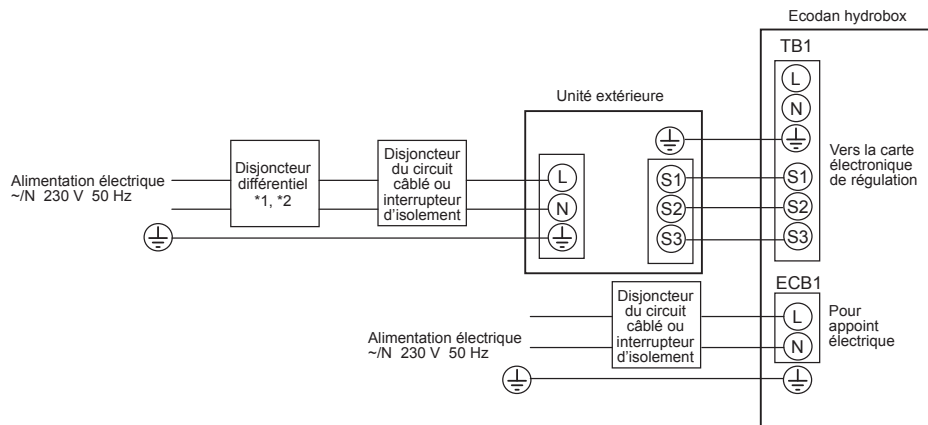 Ecodan hydrobox
TB1
L
N
Unité extérieure
Vers la carte
électronique
de régulation
Alimentation électrique
~/N 230 V 50 Hz
Disjoncteur
différentiel
*1, *2
Disjoncteur
du circuit
câblé ou
interrupteur
d'isolement
L
N
S1
S2
S3
S1
S2
S3
ECB1
L
N
Pour
appoint
électrique
Disjoncteur
du circuit
câblé ou
interrupteur
d'isolement
Alimentation électrique
~/N 230 V 50 Hz